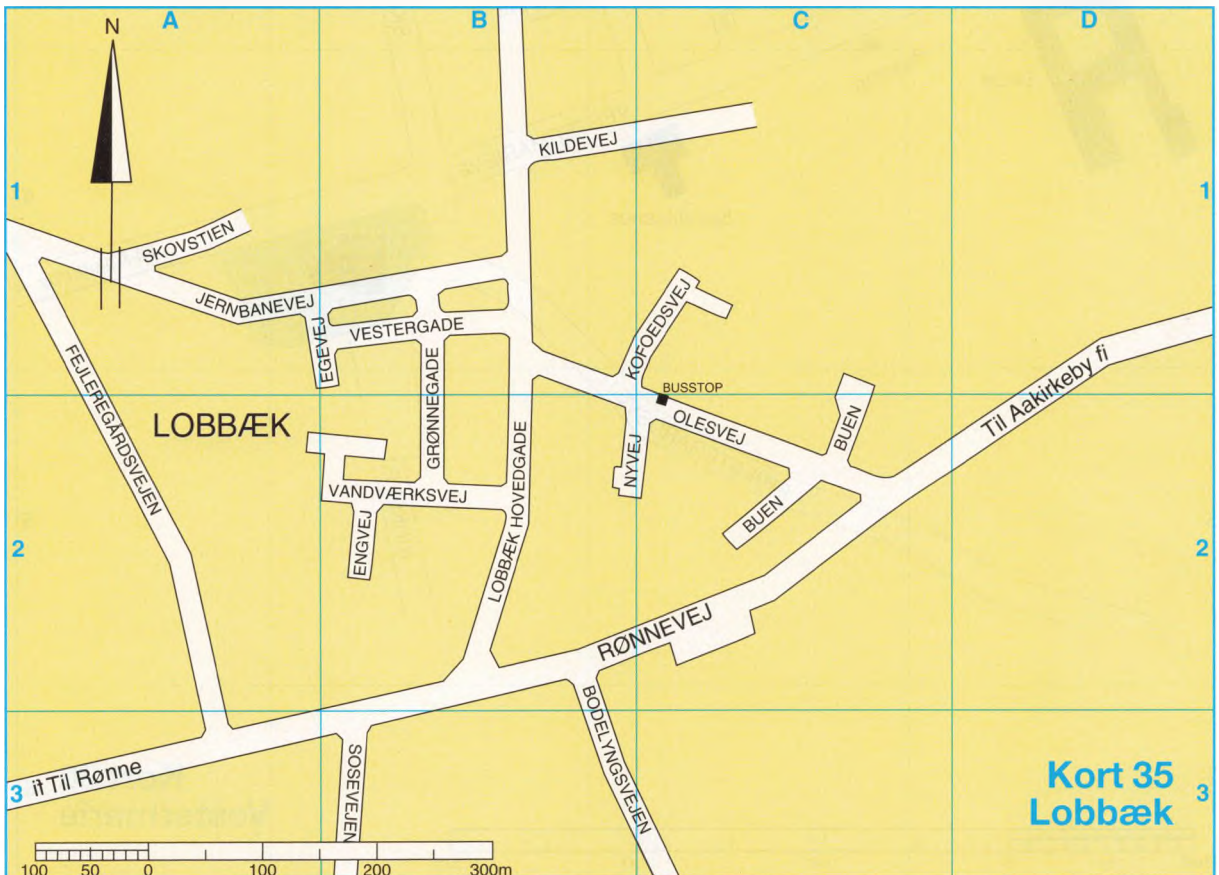 A
B
C
D
N
KILDEVEJ
1
1
SKOVSTIEN
JERNBANEVEJ
KOFOEDSVEJ
VESTERGADE
EGEVEJ
FEJLEREGÅRDSVEJEN
GRØNNEGADE
BUSSTOP
Til Aakirkeby fi
LOBBÆK
OLESVEJ
BUEN
NYVEJ
VANDVÆRKSVEJ
LOBBÆK HOVEDGADE
BUEN
ENGVEJ
2
2
RØNNEVEJ
BODELYNGSVEJEN
SOSEVEJEN
Til Rønne
3
3
Kort 35
Lobbæk
100 50 0 100 200 300m